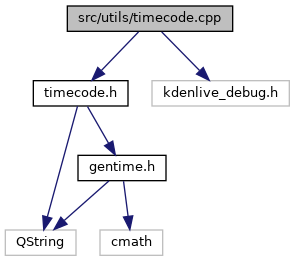 src/utils/timecode.cpp
timecode.h
kdenlive_debug.h
gentime.h
QString
cmath